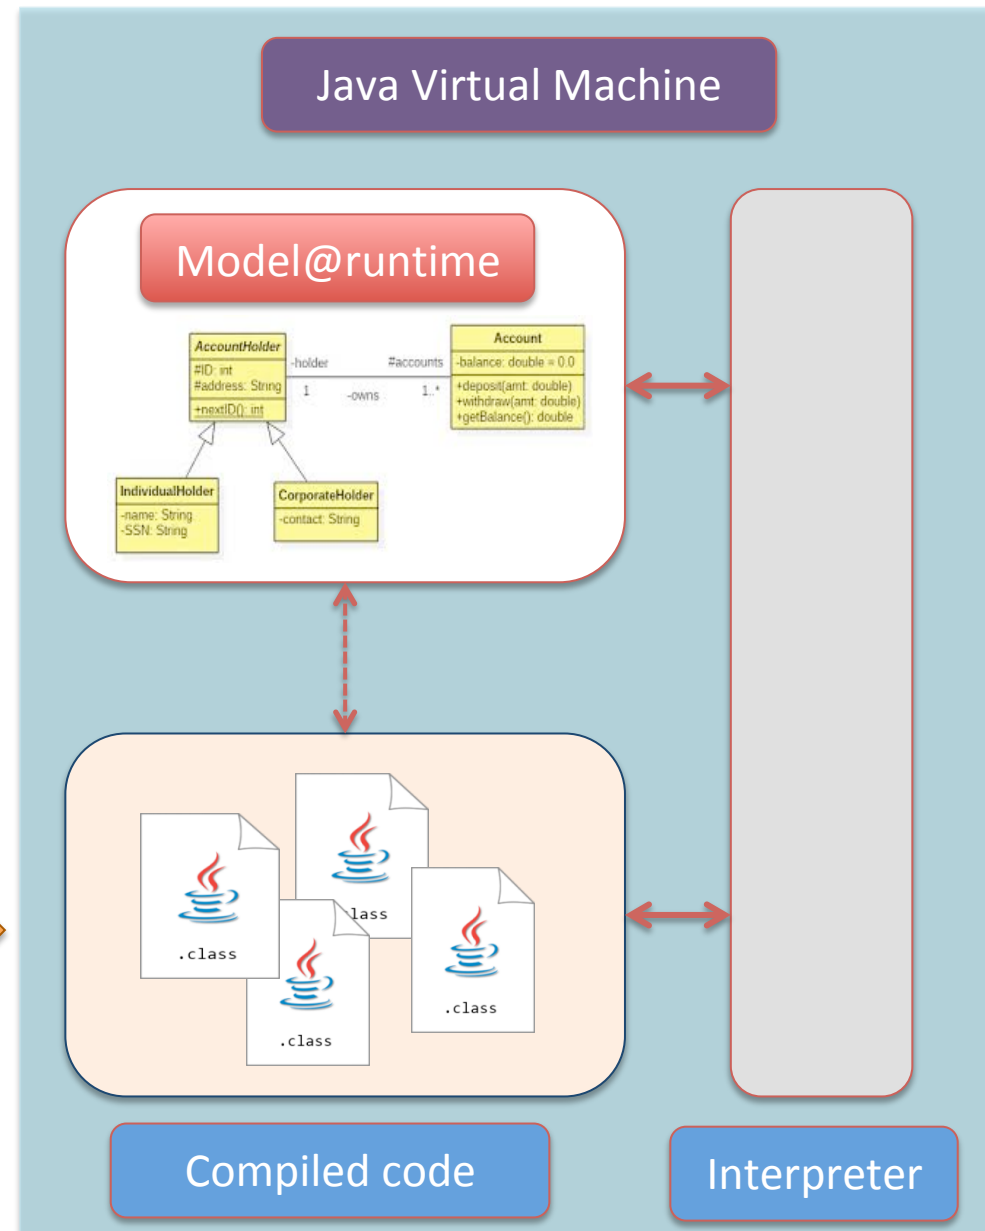 Java Virtual Machine
Model@runtime
AccountHolder
#ID: int
#address: String
+nextID(): int
-holder
1
-owns
#accounts
1..*
Account
-balance: double = 0.0
+deposit(amt: double)
+withdraw(amt: double)
+getBalance(): double
IndividualHolder
-name: String
-SSN: String
CorporateHolder
-contact: String
.class
lass
.class
.class
Compiled code
Interpreter